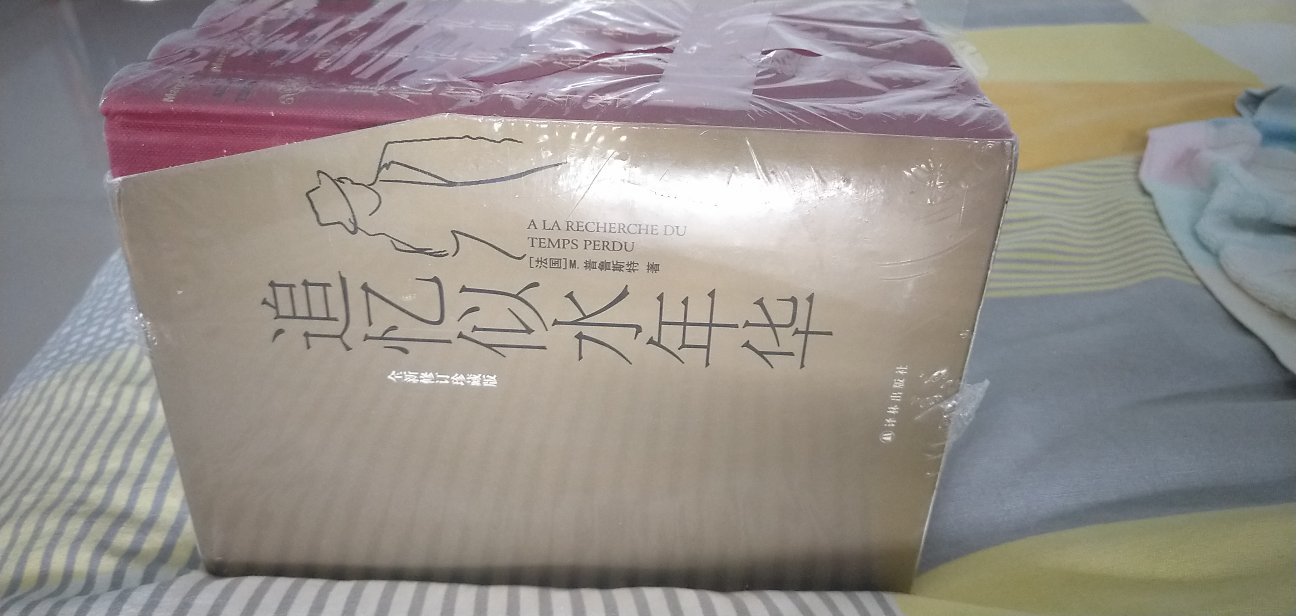 A LA RECHERCHE DU
TEMPS PERDU
[法国]M.普鲁斯特 著
追忆似水年华
全新修订珍藏版
译林出版社